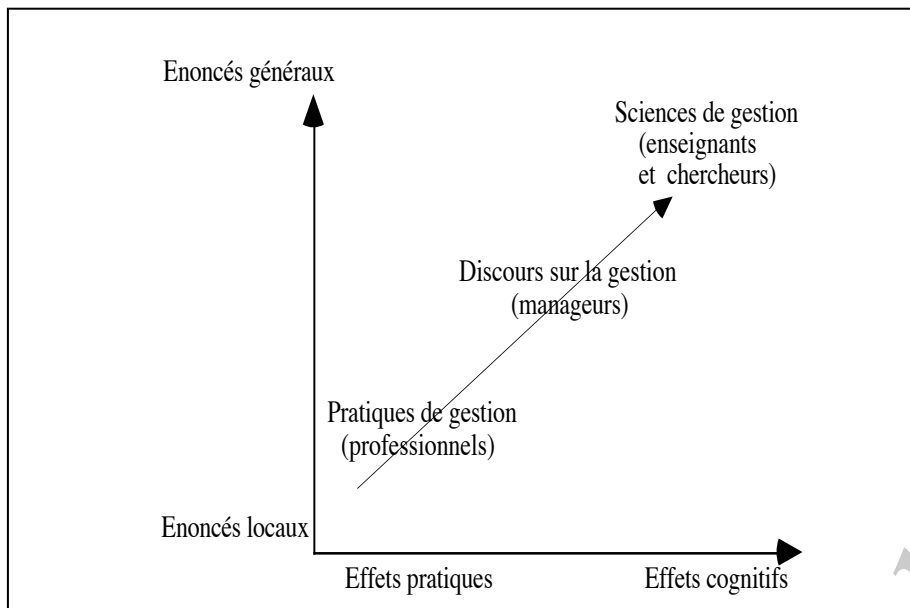 Enoncés généraux
Sciences de gestion
(enseignants
et chercheurs)
Discours sur la gestion
(manageurs)
Pratiques de gestion
(professionnels)
Enoncés locaux
Effets pratiques
Effets cognitifs